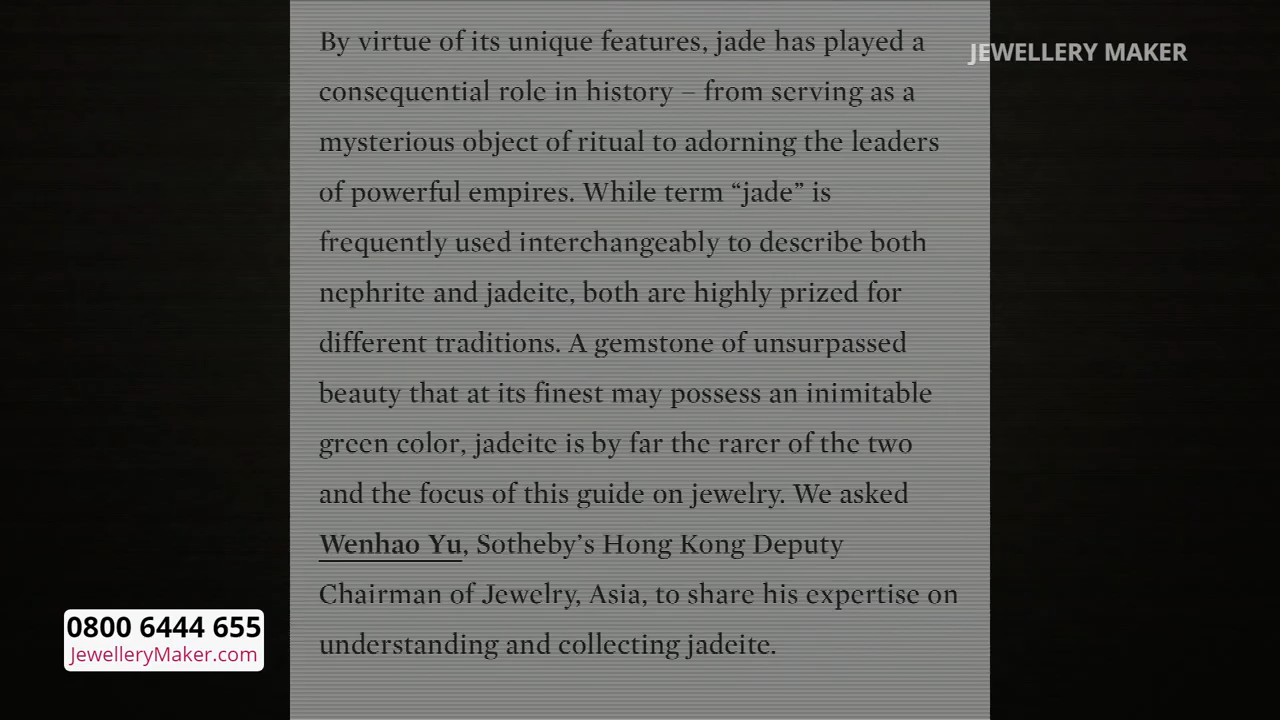 By virtue of its unique features, jade has played a
consequential role in history – from serving as a
mysterious object of ritual to adorning the leaders
of powerful empires. While term “jade” is
frequently used interchangeably to describe both
nephrite and jadeite, both are highly prized for
different traditions. A gemstone of unsurpassed
beauty that at its finest may possess an inimitable
green color, jadeite is by far the rarer of the two
and the focus of this guide on jewelry. We asked
Wenhao Yu, Sotheby’s Hong Kong Deputy
Chairman of Jewelry, Asia, to share his expertise on
understanding and collecting jadeite.
JEWELLERY MAKER
0800 6444 655
JewelleryMaker.com